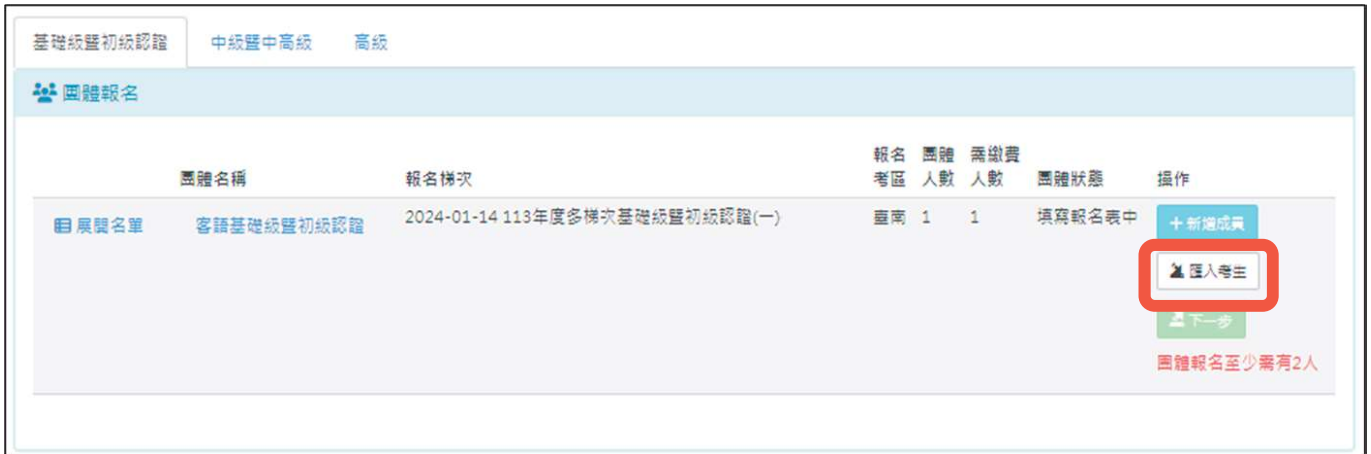 基礎級暨初級認證 中級暨中高級 高級
團體報名
團體名稱 報名梯次 報名考區 團體人數 需繳費人數 團體狀態 操作
展開名單 客語基礎級暨初級認證 2024-01-14 113年度多梯次基礎級暨初級認證(一) 臺南 1 1 填寫報名表中 +新增成員
匯入考生
下一步
團體報名至少需有2人